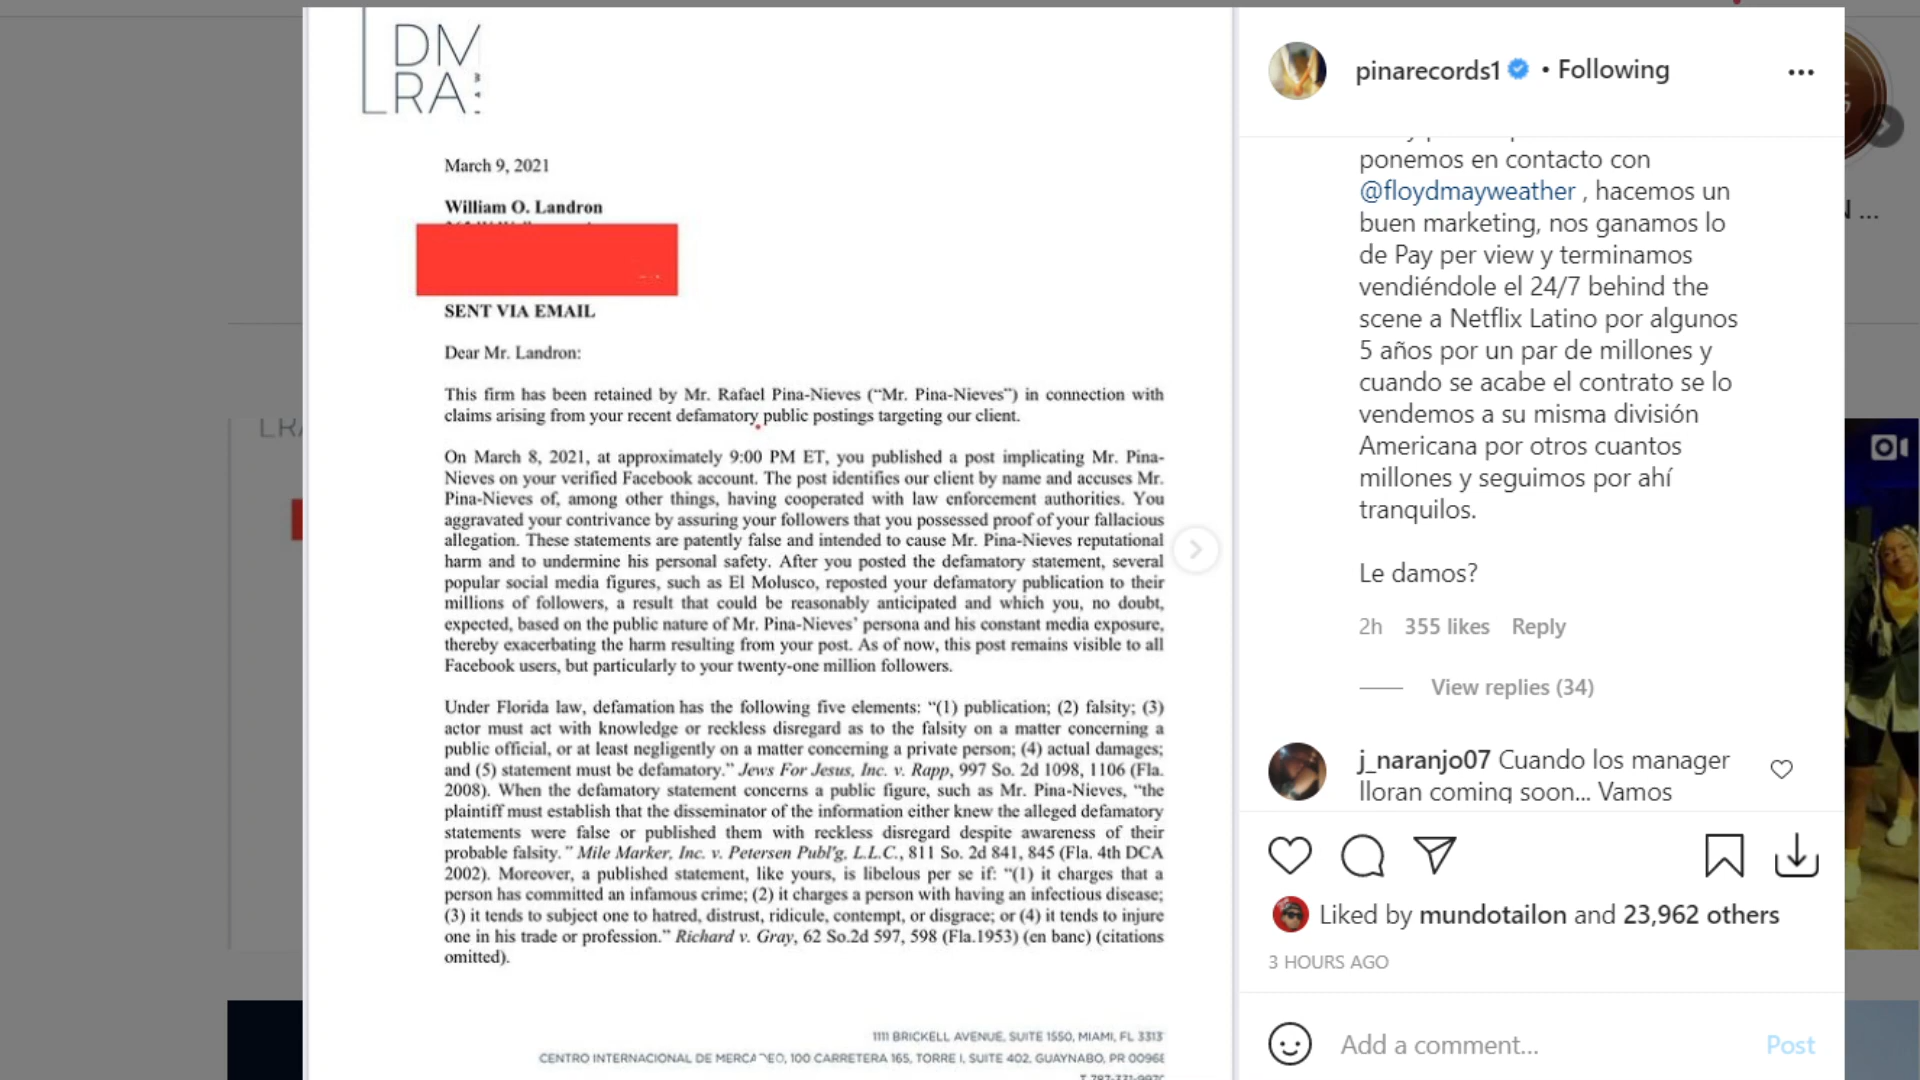 DM
RA
March 9, 2021
William O. Landron
SENT VIA EMAIL
Dear Mr. Landron:
This firm has been retained by Mr. Rafael Pina-Nieves (“Mr. Pina-Nieves”) in connection with
claims arising from your recent defamatory public postings targeting our client.
On March 8, 2021, at approximately 9:00 PM ET, you published a post implicating Mr. Pina-
Nieves on your verified Facebook account. The post identifies our client by name and accuses Mr.
Pina-Nieves of, among other things, having cooperated with law enforcement authorities. You
aggravated your contrivance by assuring your followers that you possessed proof of your fallacious
allegation. These statements are patently false and intended to cause Mr. Pina-Nieves reputational
harm and to undermine his personal safety. After you posted the defamatory statement, several
popular social media figures, such as El Molusco, reposted your defamatory publication to their
millions of followers, a result that could be reasonably anticipated and which you, no doubt,
expected, based on the public nature of Mr. Pina-Nieves’ persona and his constant media exposure,
thereby exacerbating the harm resulting from your post. As of now, this post remains visible to all
Facebook users, but particularly to your twenty-one million followers.
Under Florida law, defamation has the following five elements: “(1) publication; (2) falsity; (3)
actor must act with knowledge or reckless disregard as to the falsity on a matter concerning a
public official, or at least negligently on a matter concerning a private person; (4) actual damages;
and (5) statement must be defamatory.” Jews For Jesus, Inc. v. Rapp, 997 So. 2d 1098, 1106 (Fla.
2008). When the defamatory statement concerns a public figure, such as Mr. Pina-Nieves, “the
plaintiff must establish that the disseminator of the information either knew the alleged defamatory
statements were false or published them with reckless disregard despite awareness of their
probable falsity.” Mile Marker, Inc. v. Petersen Publ'g, L.L.C., 811 So. 2d 841, 845 (Fla. 4th DCA
2002). Moreover, a published statement, like yours, is libelous per se if: “(1) it charges that a
person has committed an infamous crime; (2) it charges a person with having an infectious disease;
(3) it tends to subject one to hatred, distrust, ridicule, contempt, or disgrace; or (4) it tends to injure
one in his trade or profession.” Richard v. Gray, 62 So.2d 597, 598 (Fla.1953) (en banc) (citations
omitted).
1111 BRICKELL AVENUE, SUITE 1550, MIAMI, FL 3313
CENTRO INTERNACIONAL DE MERCADEO, 100 CARRETERA 165, TORRE I, SUITE 402, GUAYNABO, PR 0096
pinarecords1 • Following
ponemos en contacto con
@floydmayweather , hacemos un
buen marketing, nos ganamos lo
de Pay per view y terminamos
vendiéndole el 24/7 behind the
scene a Netflix Latino por algunos
5 años por un par de millones y
cuando se acabe el contrato se lo
vendemos a su misma división
Americana por otros cuantos
millones y seguimos por ahí
tranquilos.
Le damos?
2h 355 likes Reply
View replies (34)
j_naranjo07 Cuando los manager
lloran coming soon... Vamos
Liked by mundotailon and 23,962 others
3 HOURS AGO
Add a comment... Post